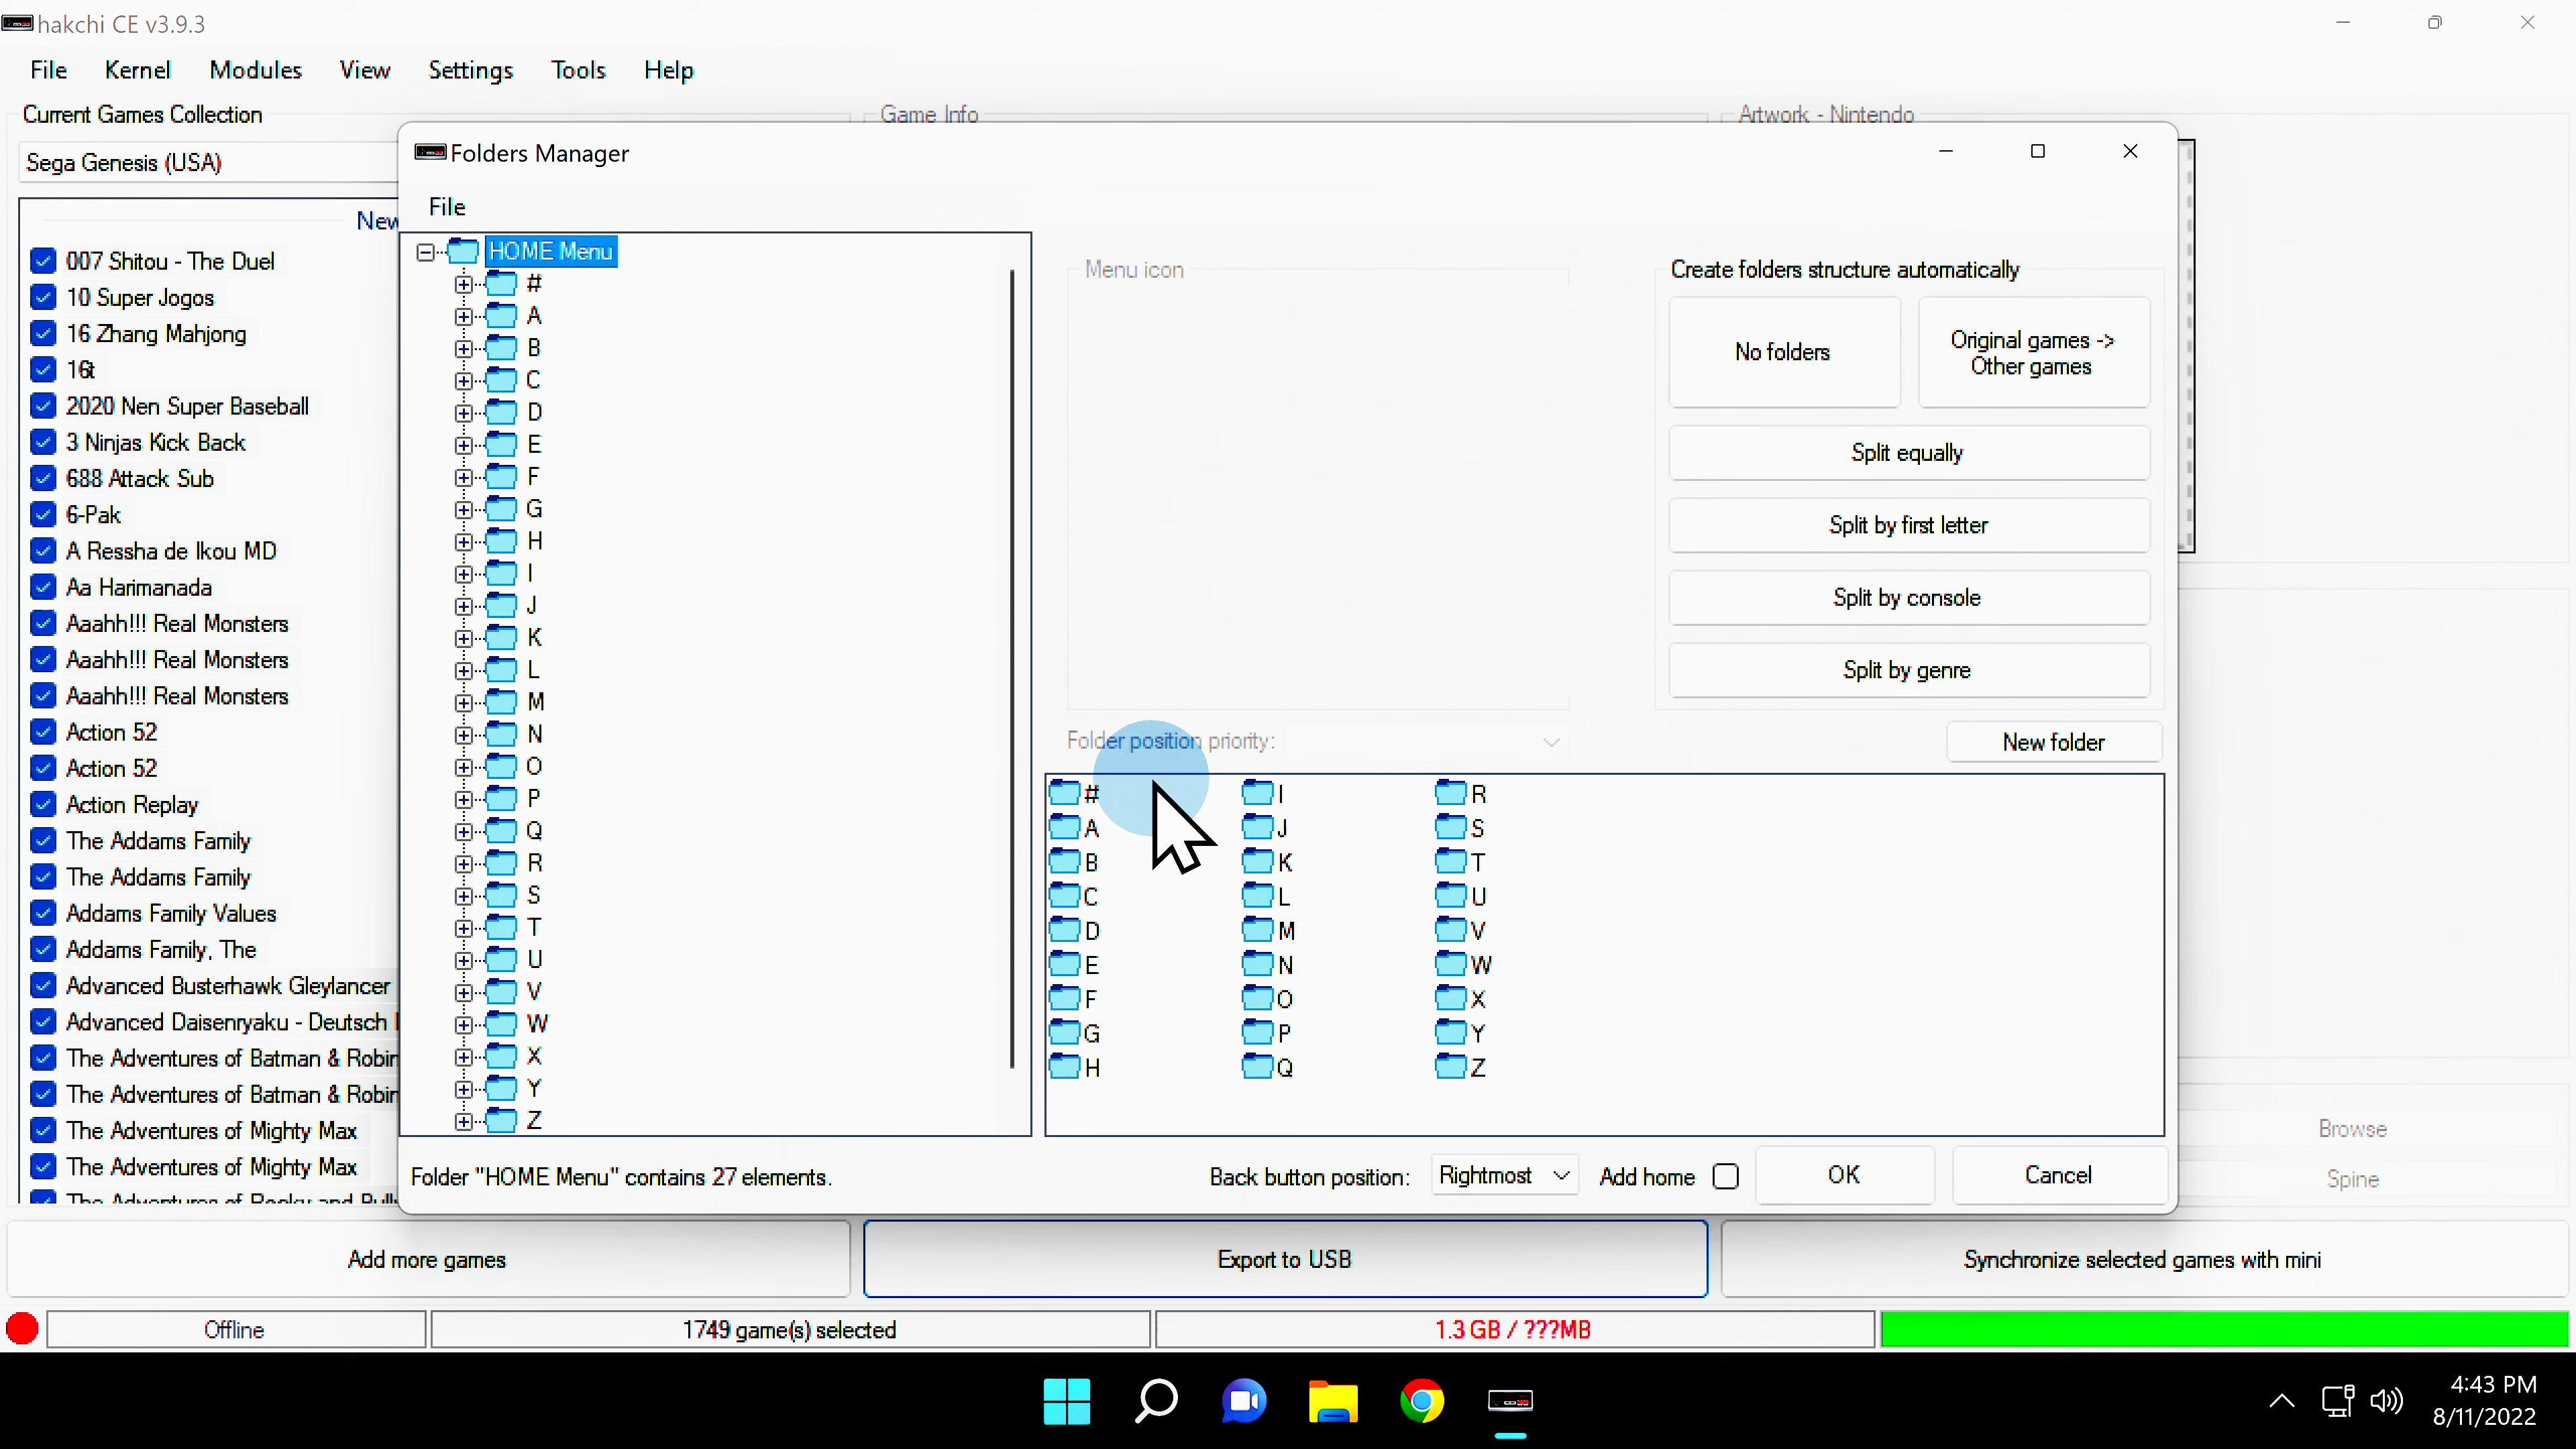 hakchi CE v3.9.3
File Kernel Modules View Settings Tools Help
Current Games Collection
Game Info
Artwork - Nintendo
Sega Genesis (USA)
New
007 Shitou - The Duel
10 Super Jogos
16 Zhang Mahjong
16t
2020 Nen Super Baseball
3 Ninjas Kick Back
688 Attack Sub
6-Pak
A Ressha de Ikou MD
Aa Harimanada
Aaahh!!! Real Monsters
Aaahh!!! Real Monsters
Aaahh!!! Real Monsters
Action 52
Action 52
Action Replay
The Addams Family
The Addams Family
Addams Family Values
Addams Family, The
Advanced Busterhawk Gleylancer
Advanced Daisenryaku - Deutsch
The Adventures of Batman & Robin
The Adventures of Batman & Robin
The Adventures of Mighty Max
The Adventures of Mighty Max
Folders Manager
File
HOME Menu
#
A
B
C
D
E
F
G
H
I
J
K
L
M
N
O
P
Q
R
S
T
U
V
W
X
Y
Z
Menu icon
Create folders structure automatically
No folders
Original games ->
Other games
Split equally
Split by first letter
Split by console
Split by genre
Folder position priority:
New folder
# I R
A J S
B K T
C L U
D M V
E N W
F O X
G P Y
H Q Z
Folder "HOME Menu" contains 27 elements.
Back button position: Rightmost
Add home
OK
Cancel
Browse
Spine
Add more games
Export to USB
Synchronize selected games with mini
Offline
1749 game(s) selected
1.3 GB / ???MB
4:43 PM
8/11/2022